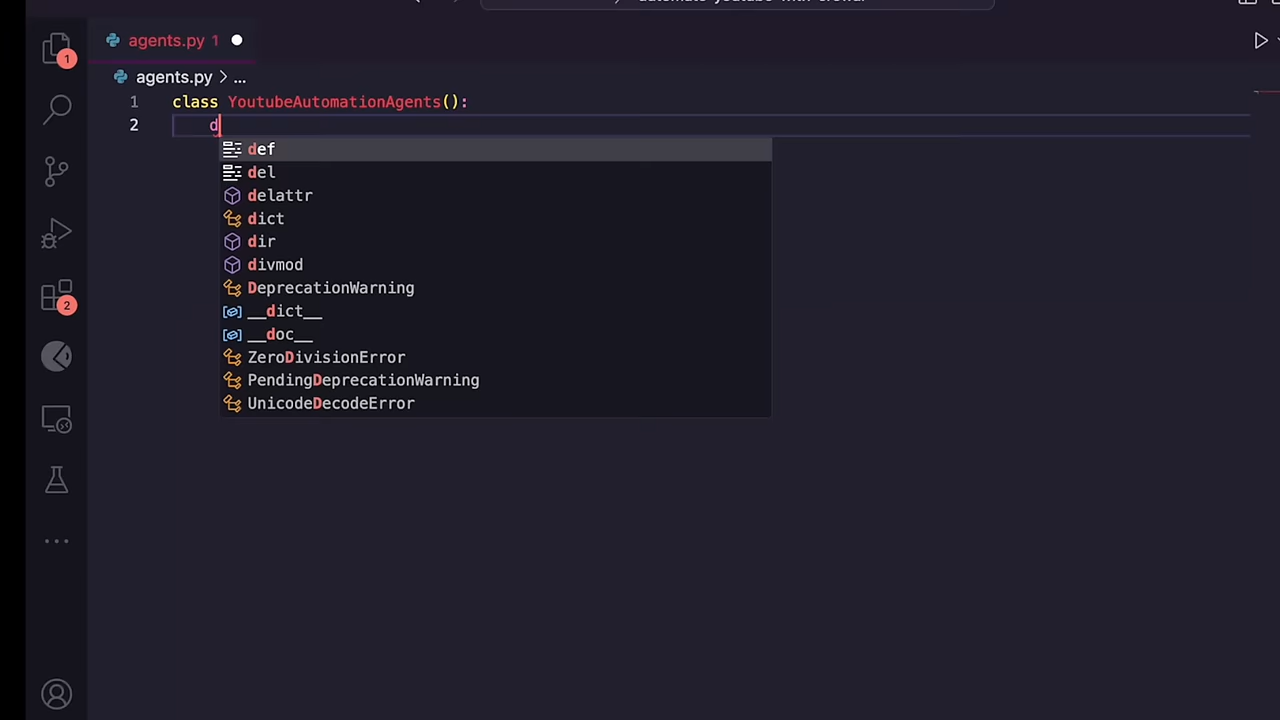 agents.py 1
1
agents.py > ...
1 class YoutubeAutomationAgents():
2 d
def
del
delattr
dict
dir
2
divmod
DeprecationWarning
__dict__
__doc__
ZeroDivisionError
PendingDeprecationWarning
UnicodeDecodeError